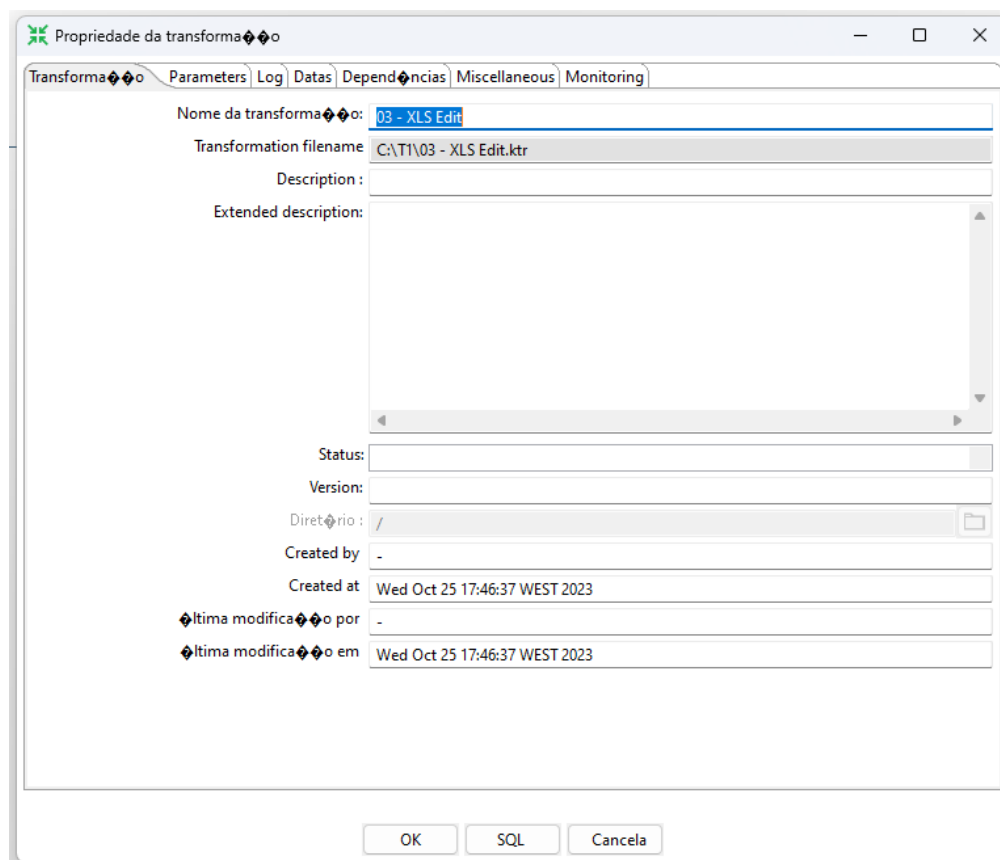 Propriedade da transforma��o
Transforma��o Parameters Log Datas Depend�ncias Miscellaneous Monitoring
Nome da transforma��o: 03 - XLS Edit
Transformation filename C:\T1\03 - XLS Edit.ktr
Description :
Extended description:
Status:
Version:
Diret�rio : /
Created by -
Created at Wed Oct 25 17:46:37 WEST 2023
�ltima modifica��o por -
�ltima modifica��o em Wed Oct 25 17:46:37 WEST 2023
OK SQL Cancela